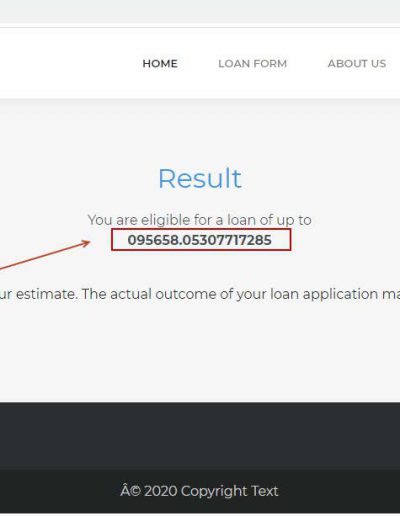 HOME LOAN FORM ABOUT US
Result
You are eligible for a loan of up to
095658.05307717285
ur estimate. The actual outcome of your loan application ma
Â© 2020 Copyright Text